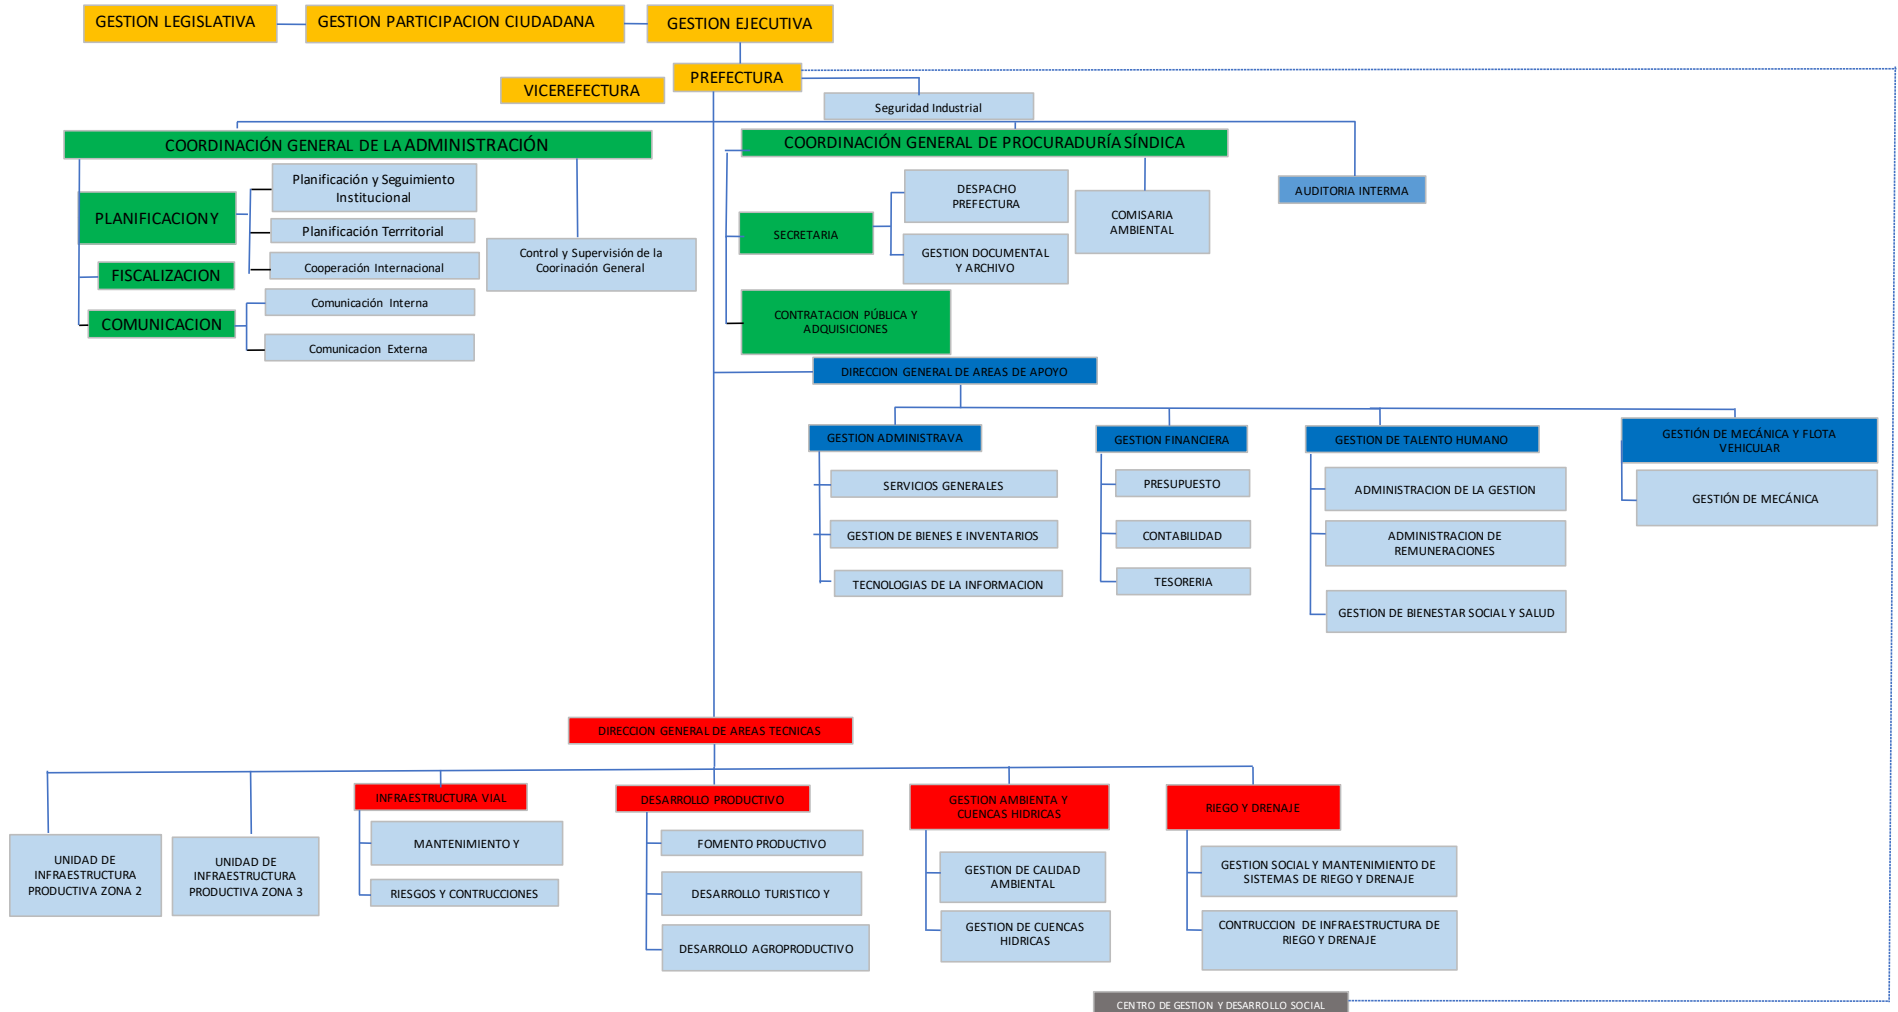 GESTION LEGISLATIVA
GESTION PARTICIPACION CIUDADANA
GESTION EJECUTIVA
PREFECTURA
VICEREFECTURA
Seguridad Industrial
COORDINACIÓN GENERAL DE LA ADMINISTRACIÓN
COORDINACIÓN GENERAL DE PROCURADURÍA SÍNDICA
AUDITORIA INTERMA
PLANIFICACION Y
Planificación y Seguimiento
Institucional
Planificación Terrritorial
Cooperación Internacional
FISCALIZACION
COMUNICACION
Comunicación Interna
Comunicacion Externa
Control y Supervisión de la
Coorinación General
SECRETARIA
DESPACHO
PREFECTURA
GESTION DOCUMENTAL
Y ARCHIVO
COMISARIA
AMBIENTAL
CONTRATACION PÚBLICA Y
ADQUISICIONES
DIRECCION GENERAL DE AREAS DE APOYO
GESTION ADMINISTRAVA
SERVICIOS GENERALES
GESTION DE BIENES E INVENTARIOS
TECNOLOGIAS DE LA INFORMACION
GESTION FINANCIERA
PRESUPUESTO
CONTABILIDAD
TESORERIA
GESTION DE TALENTO HUMANO
ADMINISTRACION DE LA GESTION
ADMINISTRACION DE
REMUNERACIONES
GESTION DE BIENESTAR SOCIAL Y SALUD
GESTIÓN DE MECÁNICA Y FLOTA
VEHICULAR
GESTIÓN DE MECÁNICA
DIRECCION GENERAL DE AREAS TECNICAS
UNIDAD DE
INFRAESTRUCTURA
PRODUCTIVA ZONA 2
UNIDAD DE
INFRAESTRUCTURA
PRODUCTIVA ZONA 3
INFRAESTRUCTURA VIAL
MANTENIMIENTO Y
RIESGOS Y CONTRUCCIONES
DESARROLLO PRODUCTIVO
FOMENTO PRODUCTIVO
DESARROLLO TURISTICO Y
DESARROLLO AGROPRODUCTIVO
GESTION AMBIENTA Y
CUENCAS HIDRICAS
GESTION DE CALIDAD
AMBIENTAL
GESTION DE CUENCAS
HIDRICAS
RIEGO Y DRENAJE
GESTION SOCIAL Y MANTENIMIENTO DE
SISTEMAS DE RIEGO Y DRENAJE
CONTRUCCION DE INFRAESTRUCTURA DE
RIEGO Y DRENAJE
CENTRO DE GESTION Y DESARROLLO SOCIAL